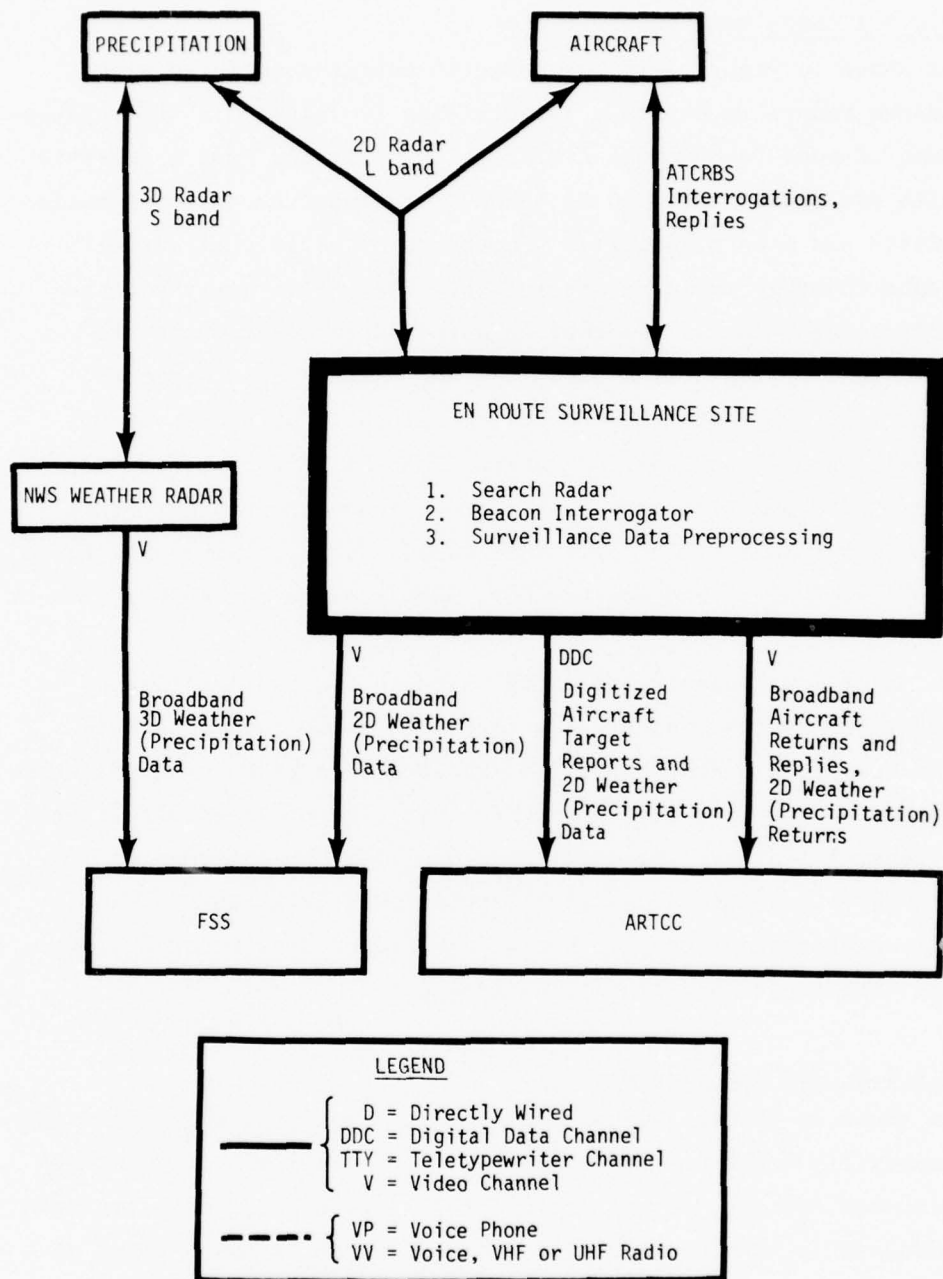 PRECIPITATION
AIRCRAFT
2D Radar
L band
3D Radar
S band
ATCRBS
Interrogations,
Replies
EN ROUTE SURVEILLANCE SITE
1. Search Radar
2. Beacon Interrogator
3. Surveillance Data Preprocessing
NWS WEATHER RADAR
V
Broadband
3D Weather
(Precipitation)
Data
V
Broadband
2D Weather
(Precipitation)
Data
DDC
Digitized
Aircraft
Target
Reports and
2D Weather
(Precipitation)
Data
V
Broadband
Aircraft
Returns and
Replies,
2D Weather
(Precipitation)
Returns
FSS
ARTCC
LEGEND
D = Directly Wired
DDC = Digital Data Channel
TTY = Teletypewriter Channel
V = Video Channel
VP = Voice Phone
VV = Voice, VHF or UHF Radio